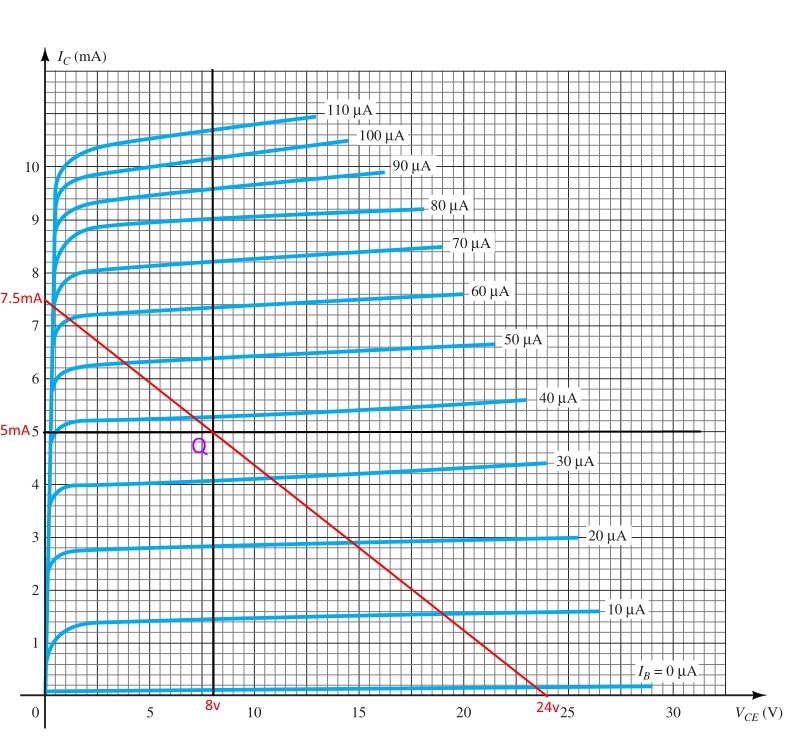 I_C (mA)
110 µA
100 µA
90 µA
10
80 µA
9
70 µA
8
60 µA
7.5mA
7
50 µA
6
40 µA
5mA 5
Q
30 µA
4
3
20 µA
2
10 µA
1
I_B = 0 µA
0 5 8v 10 15 20 24v 25 30 V_CE (V)